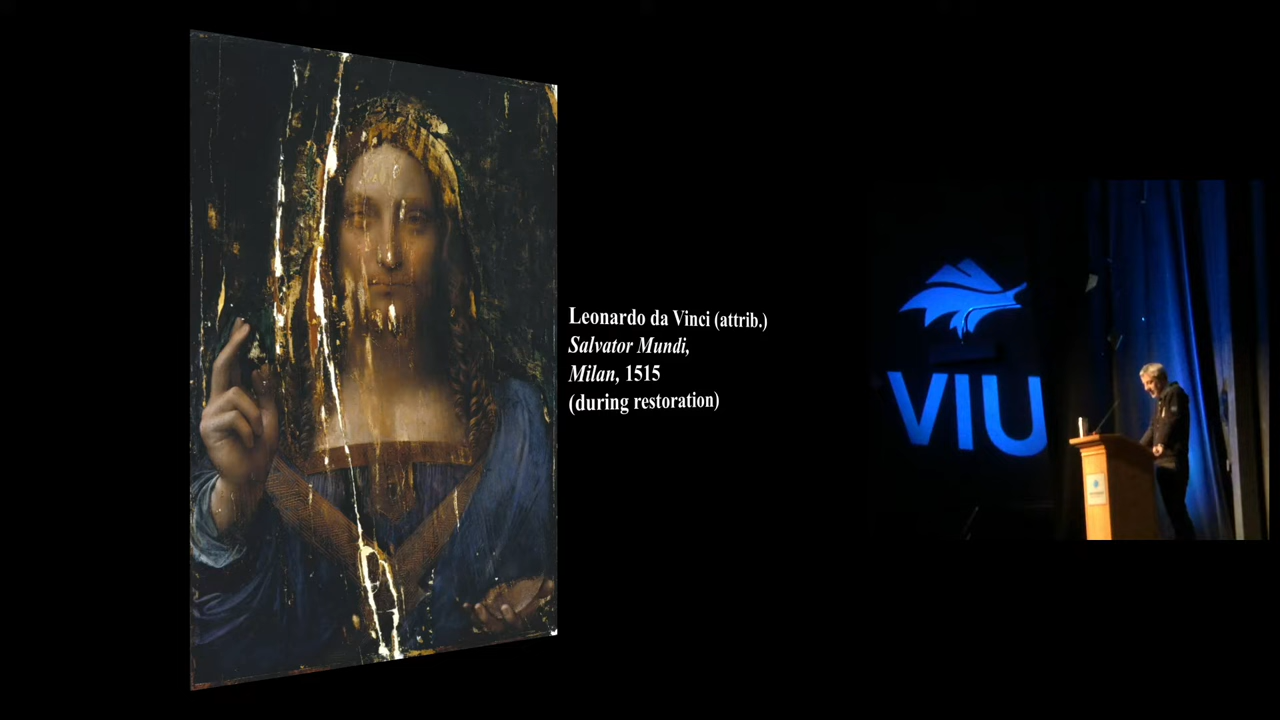 Leonardo da Vinci (attrib.)
Salvator Mundi,
Milan, 1515
(during restoration)
VIU